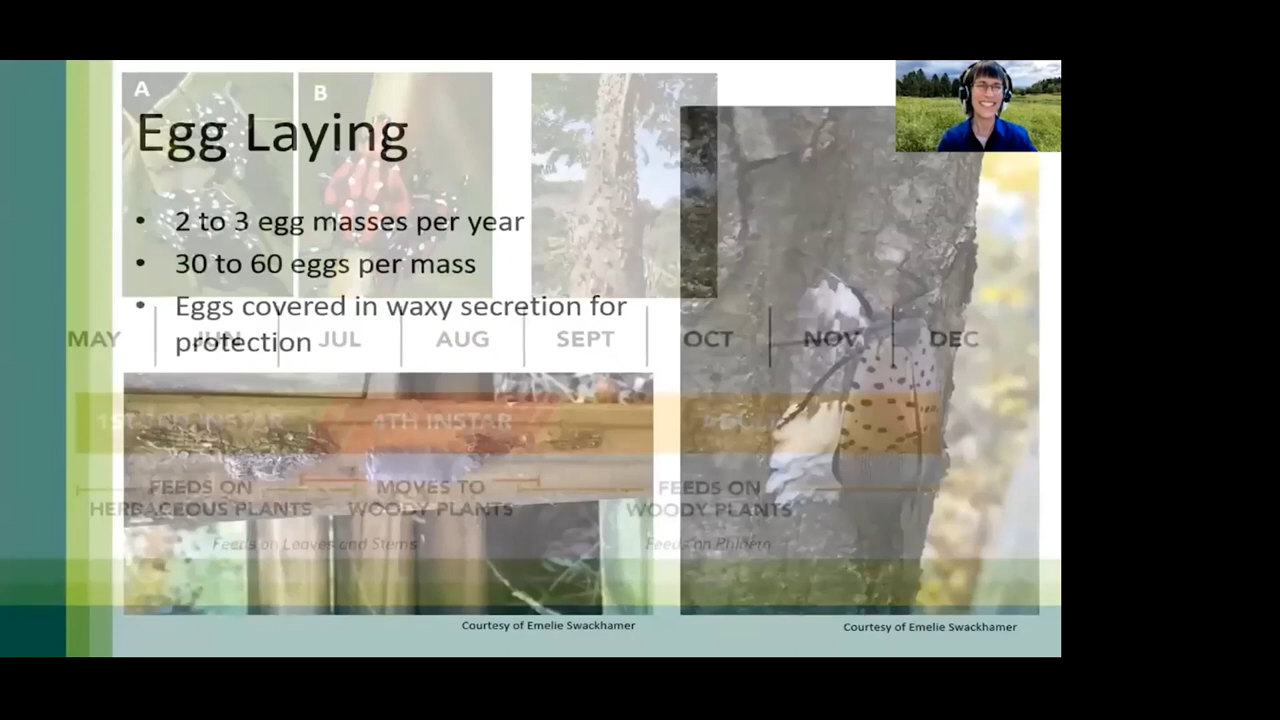 A
B
Egg Laying
• 2 to 3 egg masses per year
• 30 to 60 eggs per mass
• Eggs covered in waxy secretion for
protection
MAY JUN JUL AUG SEPT OCT NOV DEC
4TH INSTAR
FEEDS ON
HERBACEOUS PLANTS
MOVES TO
WOODY PLANTS
FEEDS ON
WOODY PLANTS
Feeds on Leaves and Stems
Feeds on Phloem
Courtesy of Emelie Swackhamer
Courtesy of Emelie Swackhamer